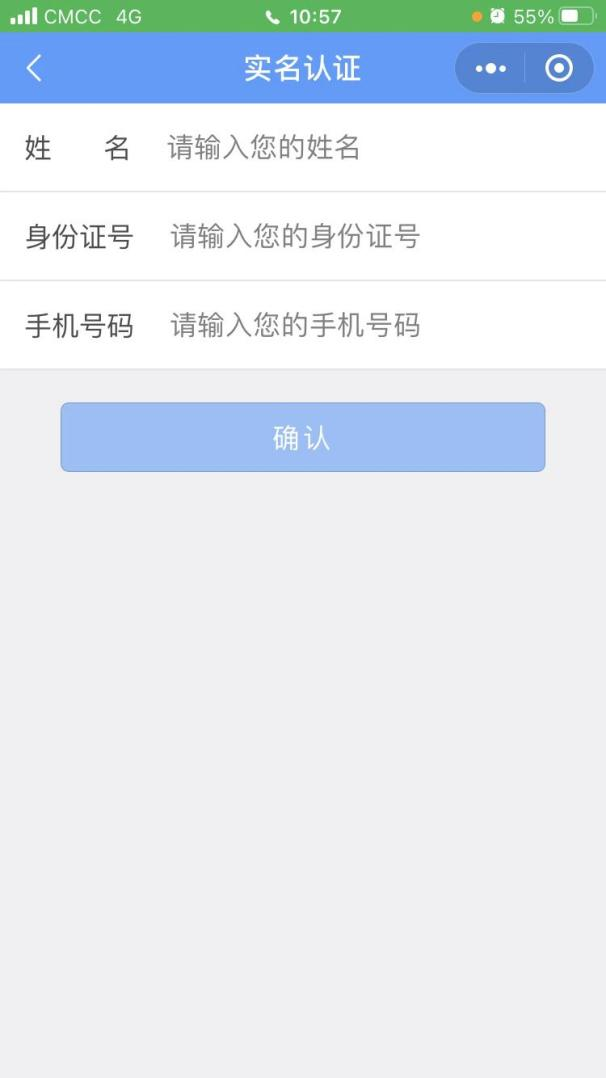 CMCC 4G 10:57 55%
实名认证
姓名 请输入您的姓名
身份证号 请输入您的身份证号
手机号码 请输入您的手机号码
确认